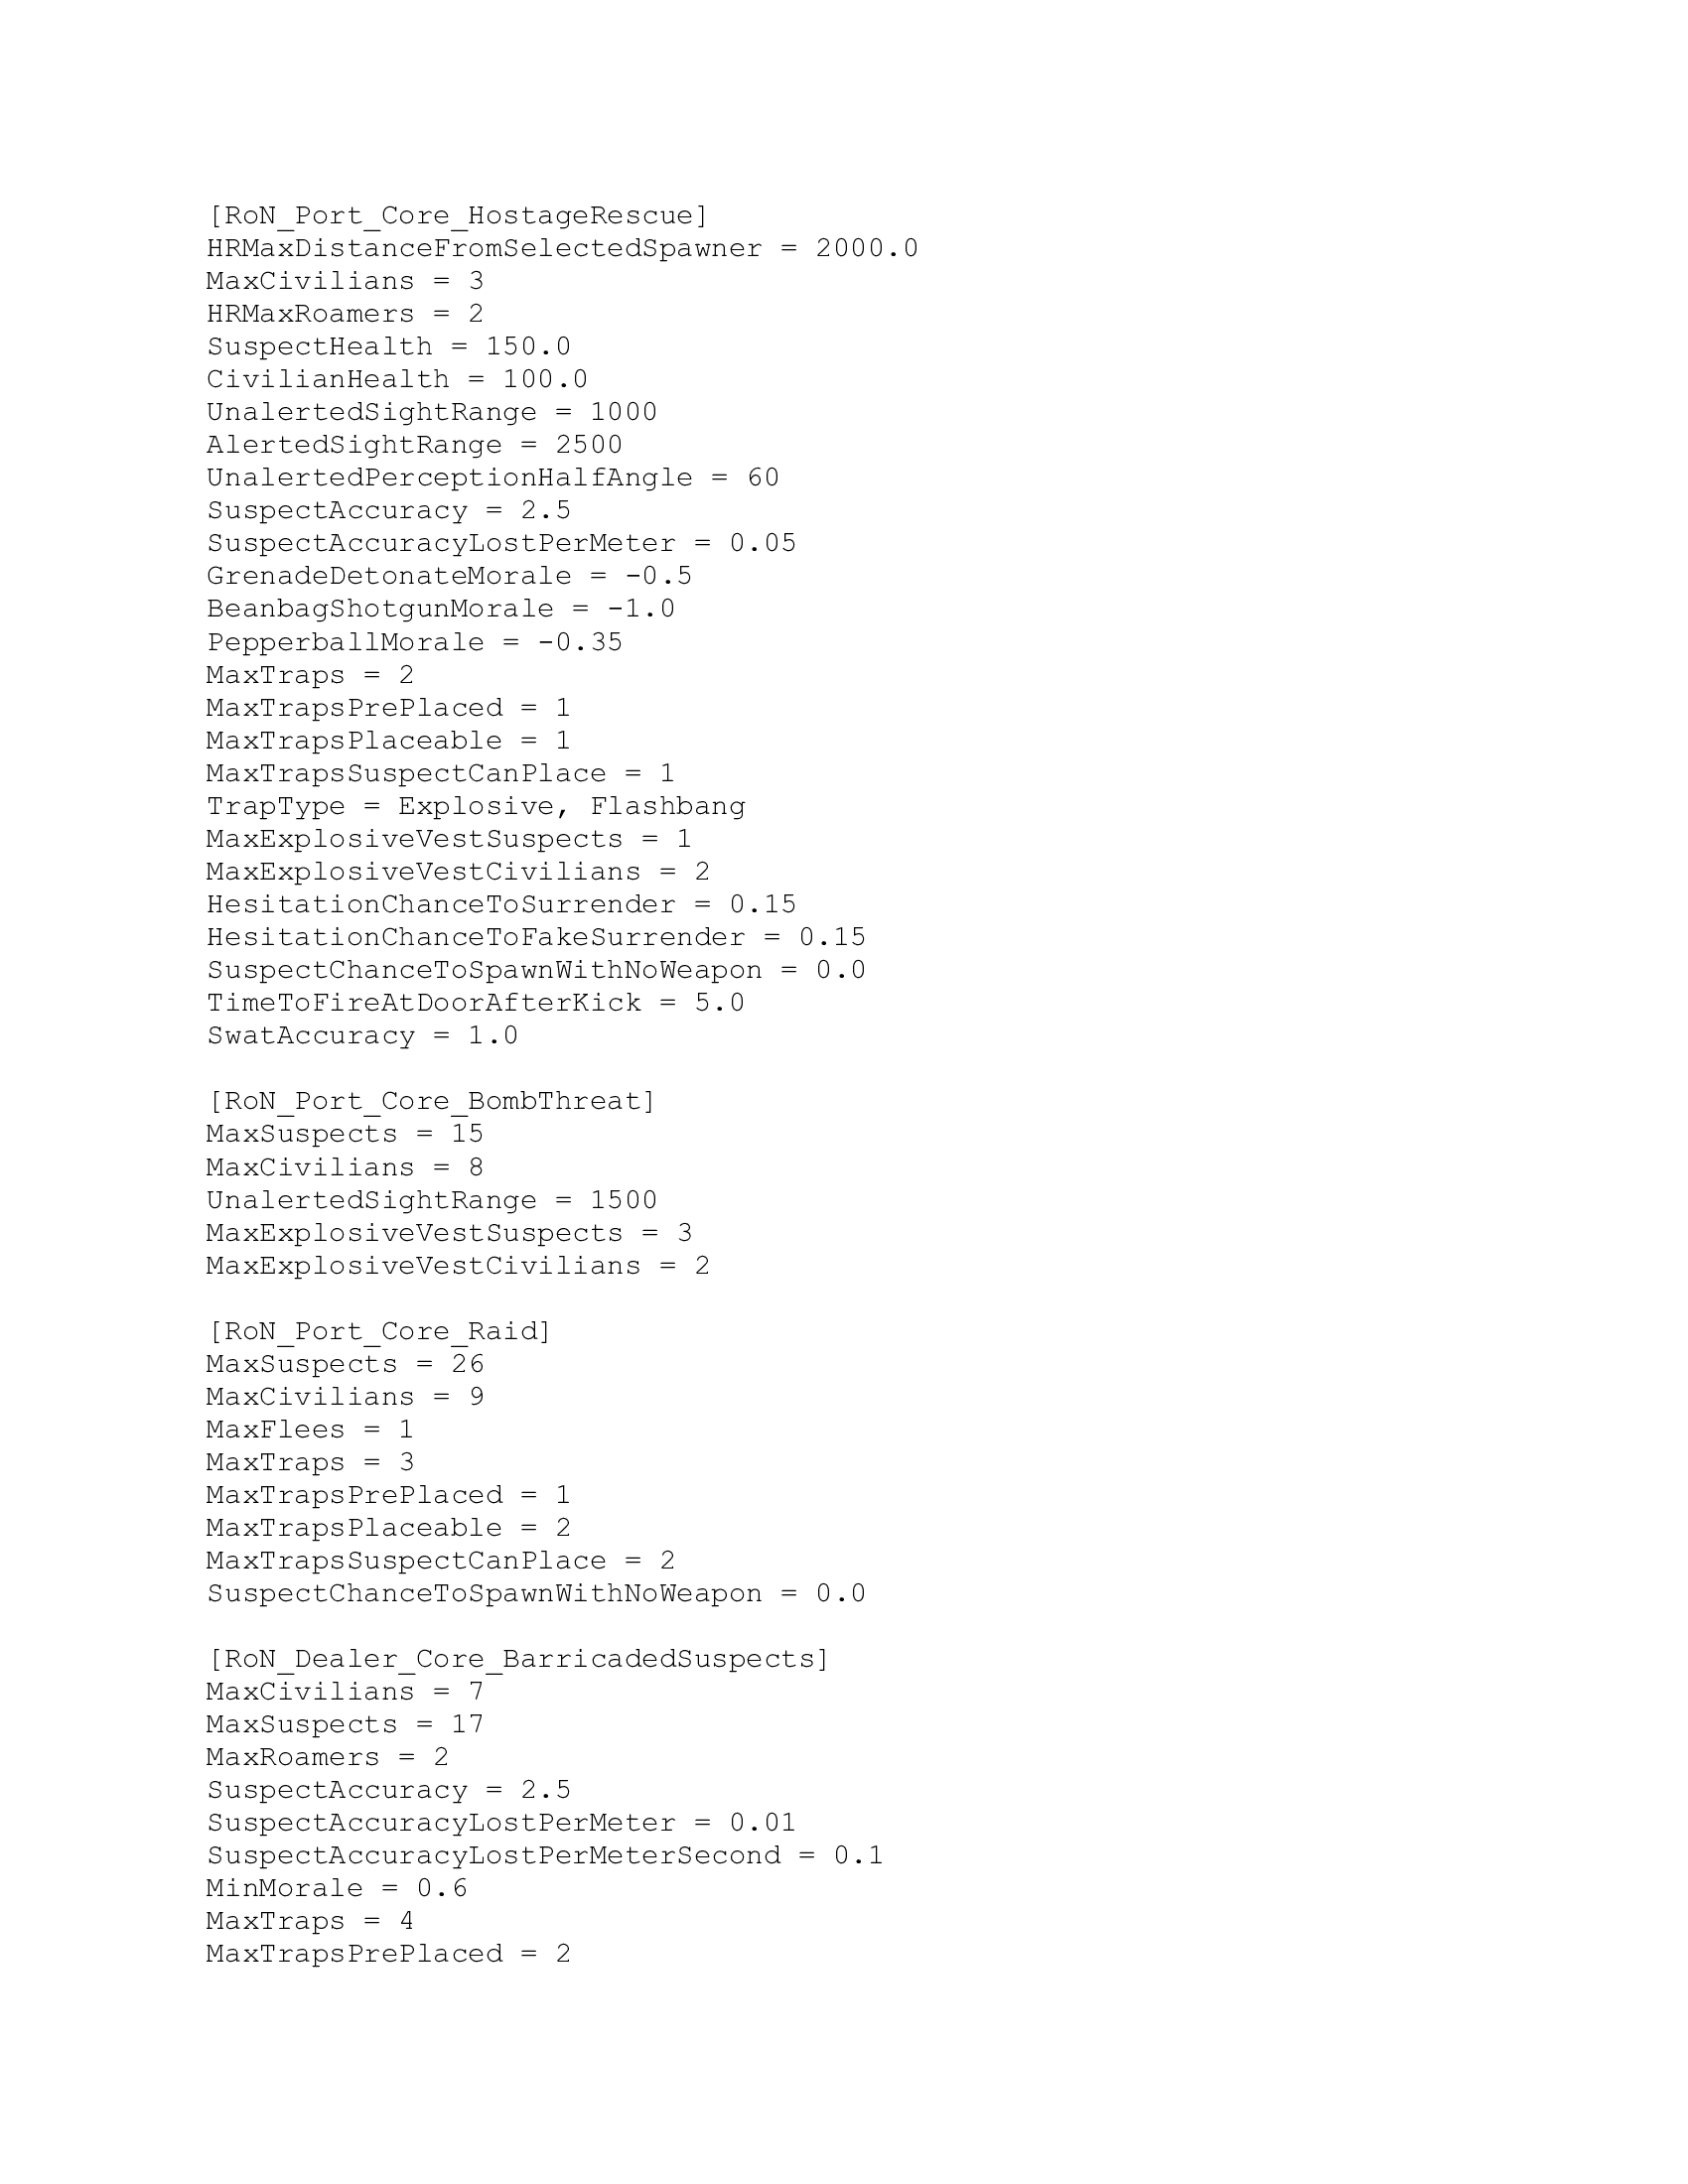 [RoN_Port_Core_HostageRescue]
HRMaxDistanceFromSelectedSpawner = 2000.0
MaxCivilians = 3
HRMaxRoamers = 2
SuspectHealth = 150.0
CivilianHealth = 100.0
UnalertedSightRange = 1000
AlertedSightRange = 2500
UnalertedPerceptionHalfAngle = 60
SuspectAccuracy = 2.5
SuspectAccuracyLostPerMeter = 0.05
GrenadeDetonateMorale = -0.5
BeanbagShotgunMorale = -1.0
PepperballMorale = -0.35
MaxTraps = 2
MaxTrapsPrePlaced = 1
MaxTrapsPlaceable = 1
MaxTrapsSuspectCanPlace = 1
TrapType = Explosive, Flashbang
MaxExplosiveVestSuspects = 1
MaxExplosiveVestCivilians = 2
HesitationChanceToSurrender = 0.15
HesitationChanceToFakeSurrender = 0.15
SuspectChanceToSpawnWithNoWeapon = 0.0
TimeToFireAtDoorAfterKick = 5.0
SwatAccuracy = 1.0

[RoN_Port_Core_BombThreat]
MaxSuspects = 15
MaxCivilians = 8
UnalertedSightRange = 1500
MaxExplosiveVestSuspects = 3
MaxExplosiveVestCivilians = 2

[RoN_Port_Core_Raid]
MaxSuspects = 26
MaxCivilians = 9
MaxFlees = 1
MaxTraps = 3
MaxTrapsPrePlaced = 1
MaxTrapsPlaceable = 2
MaxTrapsSuspectCanPlace = 2
SuspectChanceToSpawnWithNoWeapon = 0.0

[RoN_Dealer_Core_BarricadedSuspects]
MaxCivilians = 7
MaxSuspects = 17
MaxRoamers = 2
SuspectAccuracy = 2.5
SuspectAccuracyLostPerMeter = 0.01
SuspectAccuracyLostPerMeterSecond = 0.1
MinMorale = 0.6
MaxTraps = 4
MaxTrapsPrePlaced = 2